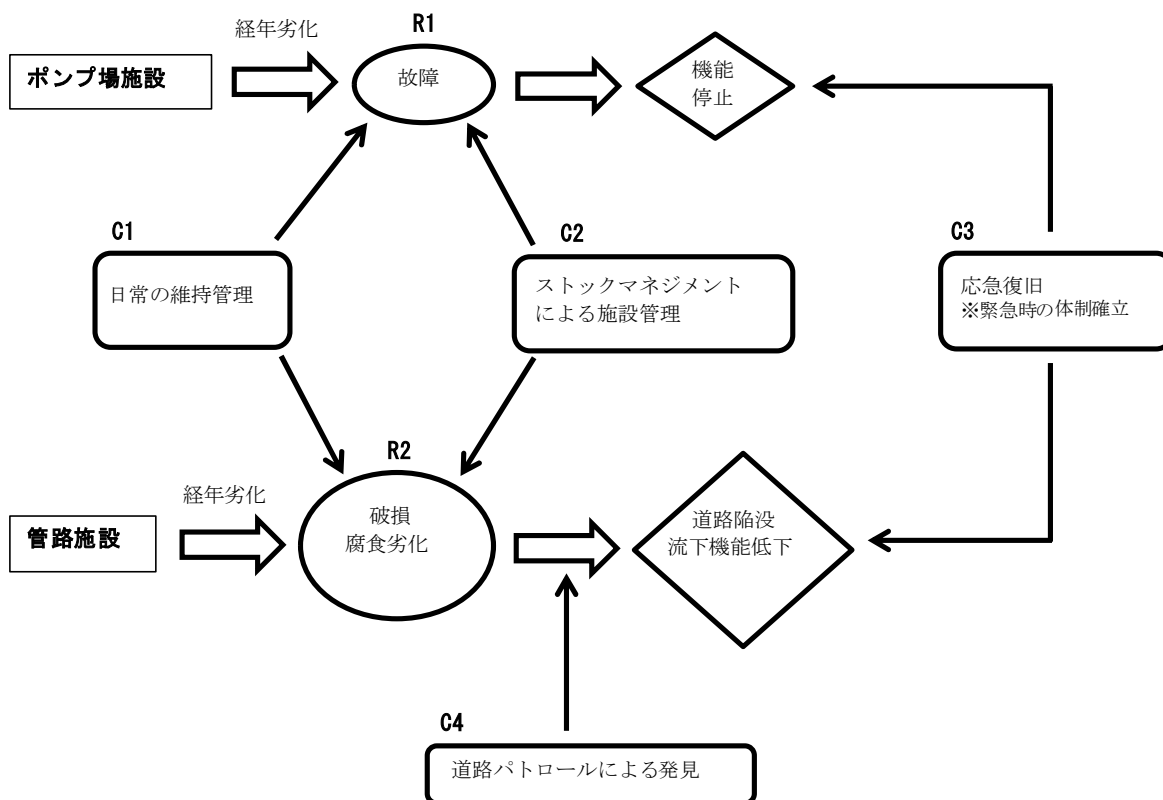 経年劣化
R1
ポンプ場施設
故障
機能
停止
C1
C2
C3
日常の維持管理
ストックマネジメント
による施設管理
応急復旧
※緊急時の体制確立
R2
経年劣化
管路施設
破損
腐食劣化
道路陥没
流下機能低下
C4
道路パトロールによる発見